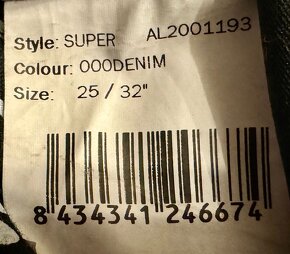 Style: SUPER AL2001193
Colour: 000DENIM
Size: 25 / 32"
8 434341 246674